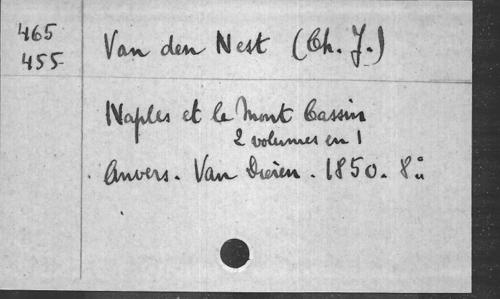 465
455
Van den Nest (Ch. J.)
Naples et le Mont Cassin
2 volumes en 1
Anvers. Van Dieren. 1850. 8º